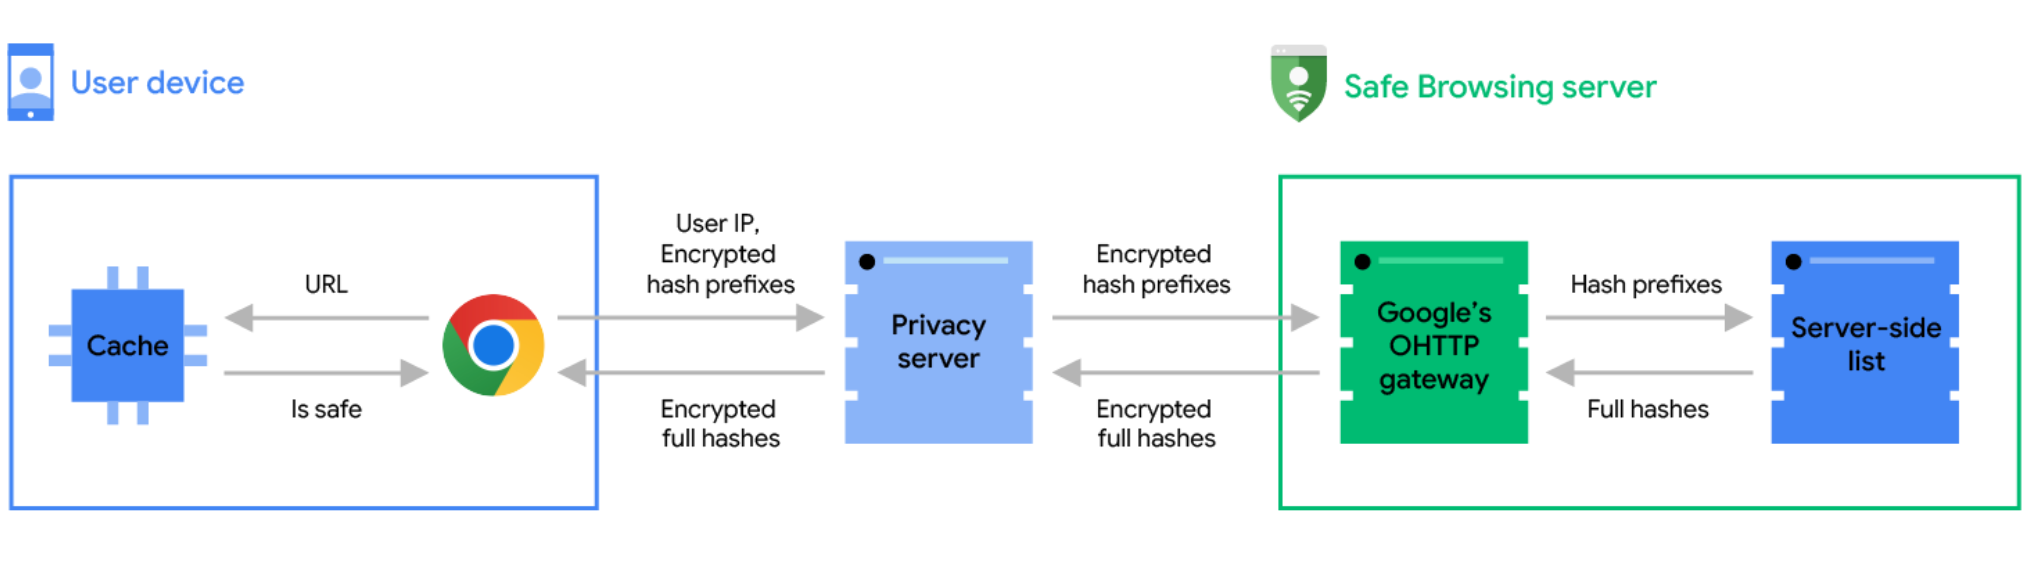 User device
Safe Browsing server
Cache
URL
Is safe
User IP,
Encrypted
hash prefixes
Encrypted
full hashes
Privacy
server
Encrypted
hash prefixes
Encrypted
full hashes
Google’s
OHTTP
gateway
Hash prefixes
Full hashes
Server-side
list